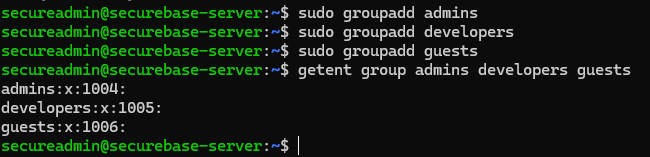 secureadmin@securebase-server:~$ sudo groupadd admins
secureadmin@securebase-server:~$ sudo groupadd developers
secureadmin@securebase-server:~$ sudo groupadd guests
secureadmin@securebase-server:~$ getent group admins developers guests
admins:x:1004:
developers:x:1005:
guests:x:1006:
secureadmin@securebase-server:~$